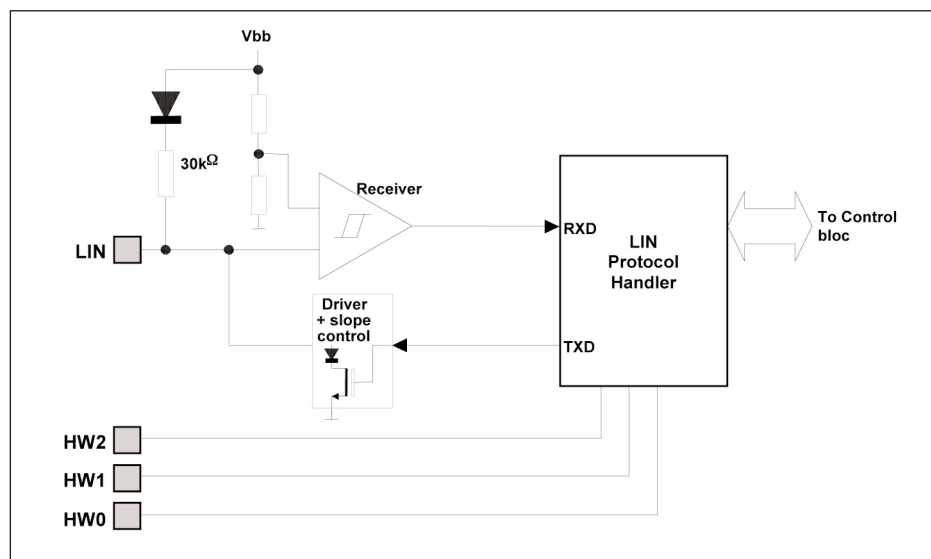 Vbb
30kΩ
Receiver
LIN
RXD
LIN
Protocol
Handler
To Control
bloc
Driver
+ slope
control
TXD
HW2
HW1
HW0